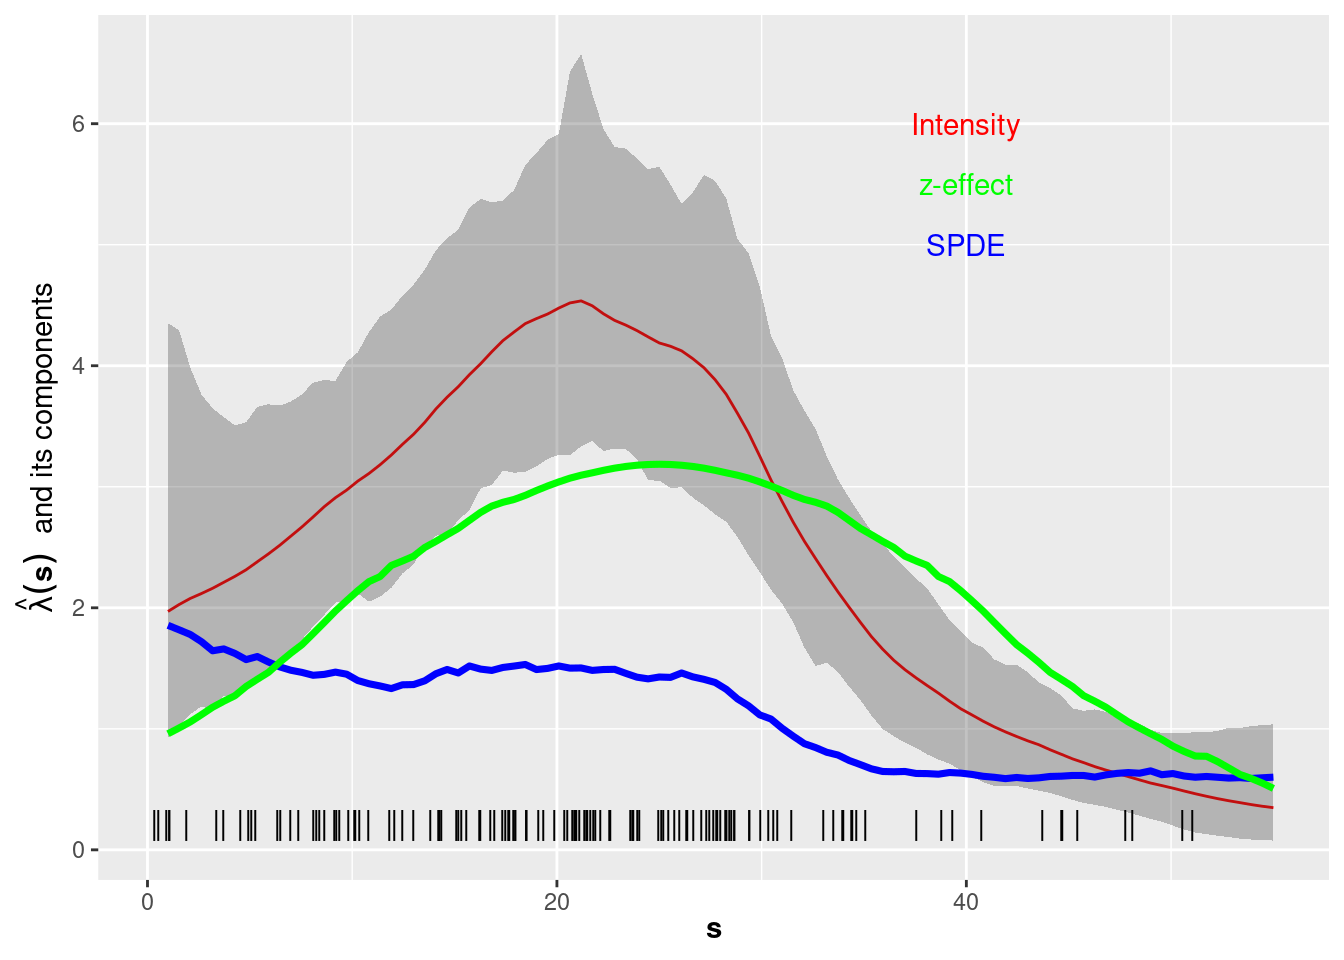 Intensity
z-effect
SPDE
λ̂(s) and its components
6
4
2
0
0 20 40
s